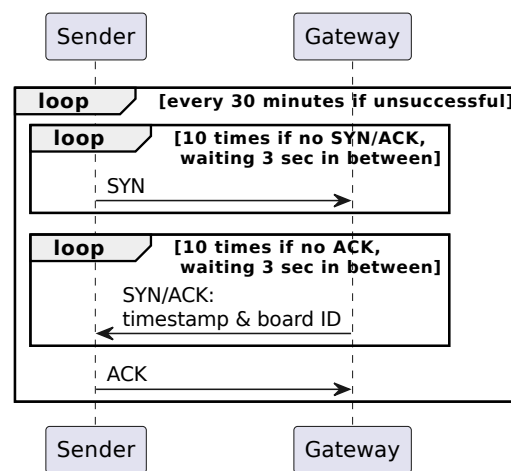 Sender Gateway
loop [every 30 minutes if unsuccessful]
loop [10 times if no SYN/ACK,
waiting 3 sec in between]
SYN
loop [10 times if no ACK,
waiting 3 sec in between]
SYN/ACK:
timestamp & board ID
ACK
Sender Gateway